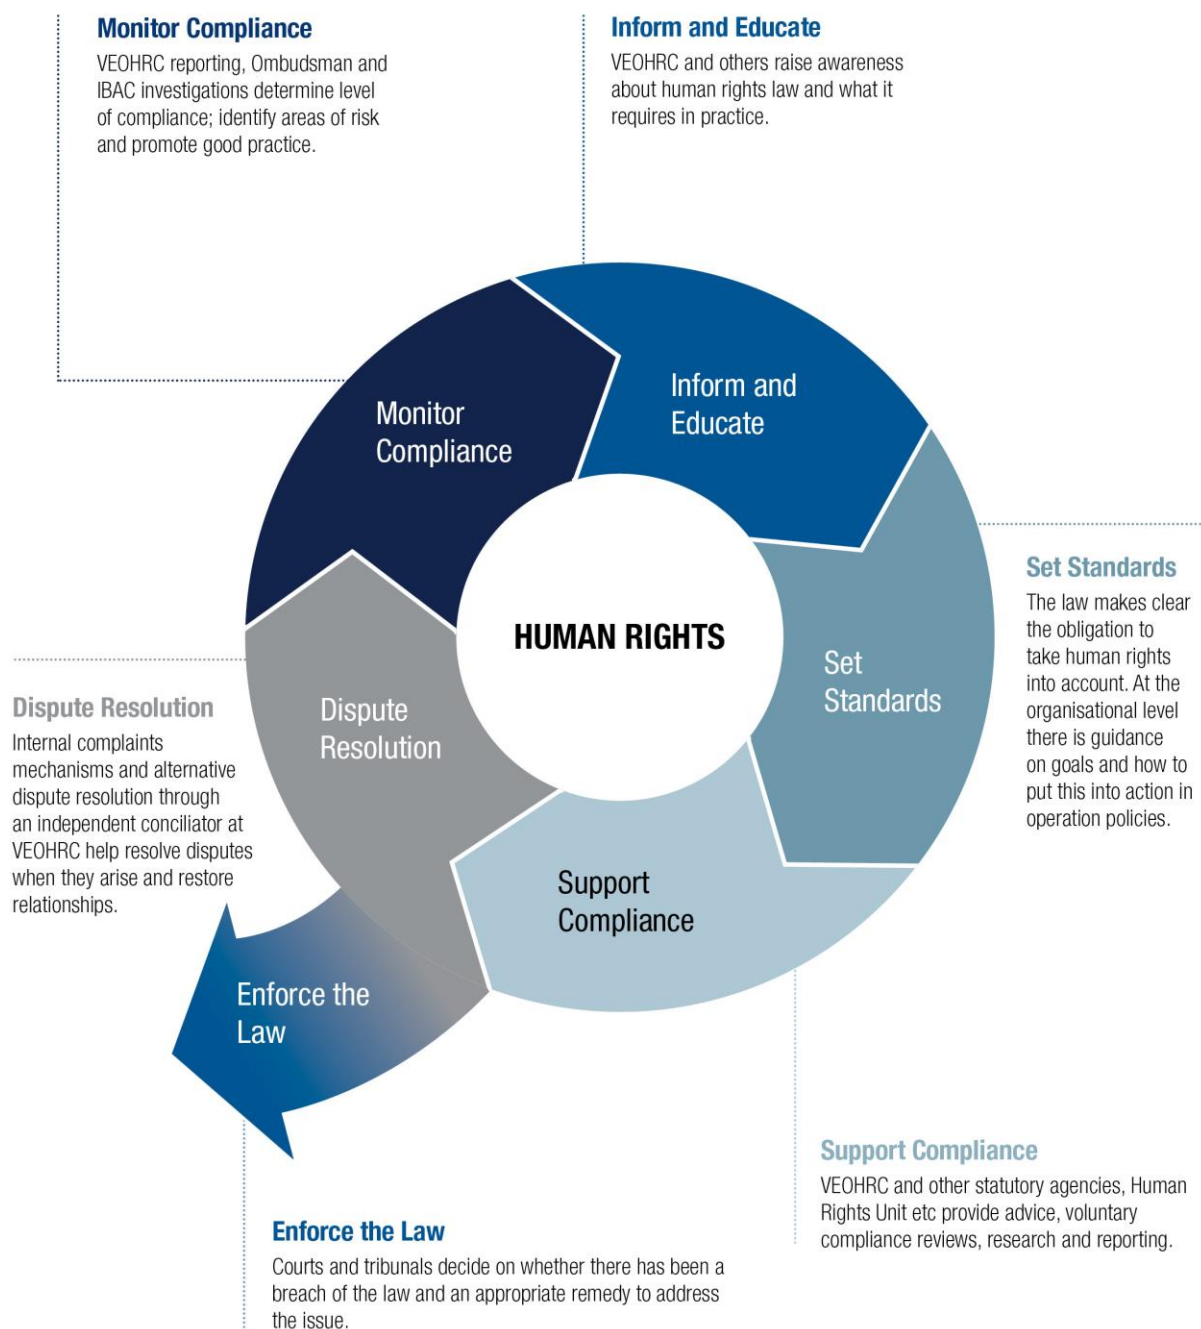 Monitor Compliance
VEOHRC reporting, Ombudsman and
IBAC investigations determine level
of compliance; identify areas of risk
and promote good practice.
Inform and Educate
VEOHRC and others raise awareness
about human rights law and what it
requires in practice.
Monitor
Compliance
Inform and
Educate
HUMAN RIGHTS
Set
Standards
Dispute
Resolution
Support
Compliance
Enforce the
Law
Set Standards
The law makes clear
the obligation to
take human rights
into account. At the
organisational level
there is guidance
on goals and how to
put this into action in
operation policies.
Dispute Resolution
Internal complaints
mechanisms and alternative
dispute resolution through
an independent conciliator at
VEOHRC help resolve disputes
when they arise and restore
relationships.
Support Compliance
VEOHRC and other statutory agencies, Human
Rights Unit etc provide advice, voluntary
compliance reviews, research and reporting.
Enforce the Law
Courts and tribunals decide on whether there has been a
breach of the law and an appropriate remedy to address
the issue.